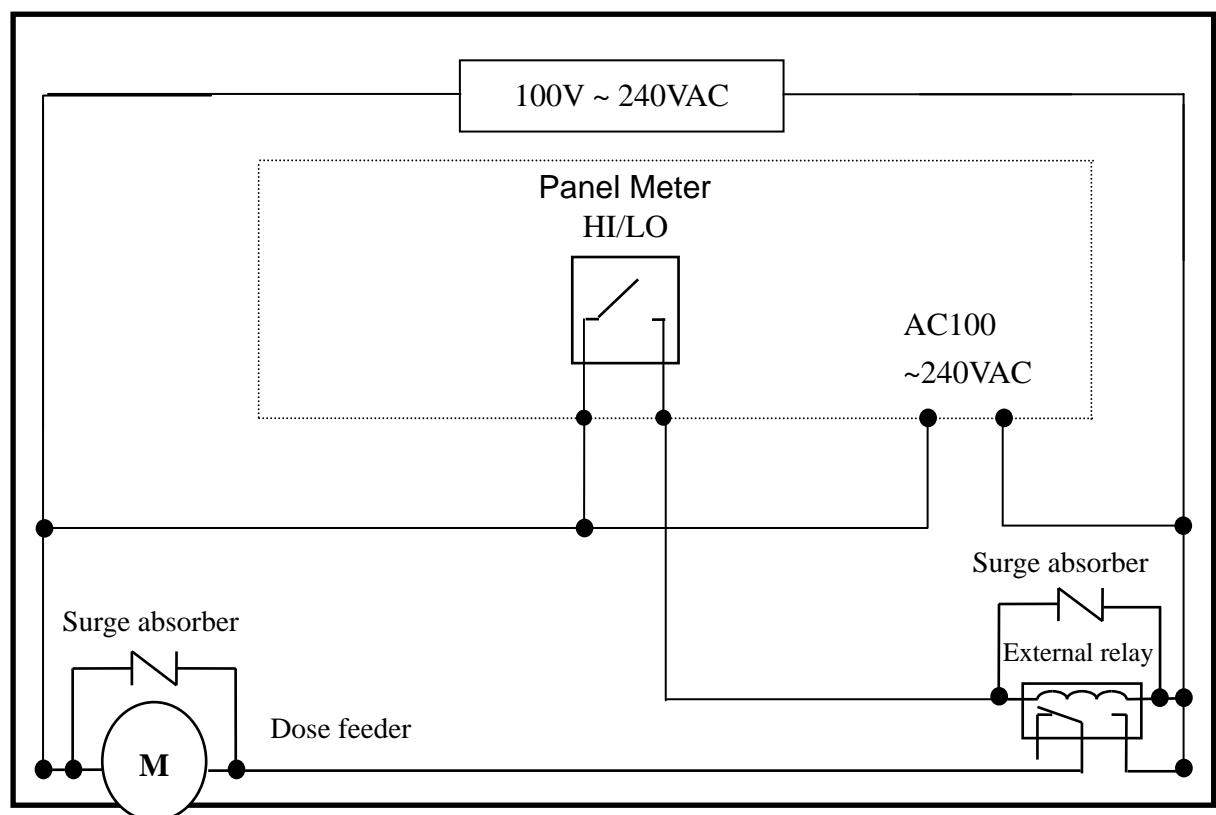 100V ~ 240VAC
Panel Meter
HI/LO
AC100
~240VAC
Surge absorber
External relay
Surge absorber
Dose feeder
M